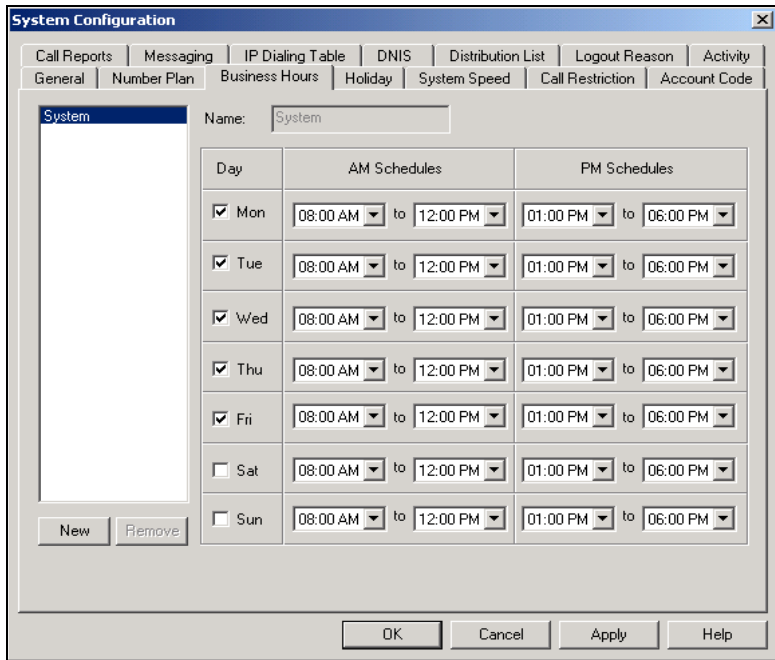 System Configuration
Call Reports Messaging IP Dialing Table DNIS Distribution List Logout Reason Activity
General Number Plan Business Hours Holiday System Speed Call Restriction Account Code
System
Name: System
Day AM Schedules PM Schedules
Mon 08:00 AM to 12:00 PM 01:00 PM to 06:00 PM
Tue 08:00 AM to 12:00 PM 01:00 PM to 06:00 PM
Wed 08:00 AM to 12:00 PM 01:00 PM to 06:00 PM
Thu 08:00 AM to 12:00 PM 01:00 PM to 06:00 PM
Fri 08:00 AM to 12:00 PM 01:00 PM to 06:00 PM
Sat 08:00 AM to 12:00 PM 01:00 PM to 06:00 PM
Sun 08:00 AM to 12:00 PM 01:00 PM to 06:00 PM
New Remove
OK Cancel Apply Help